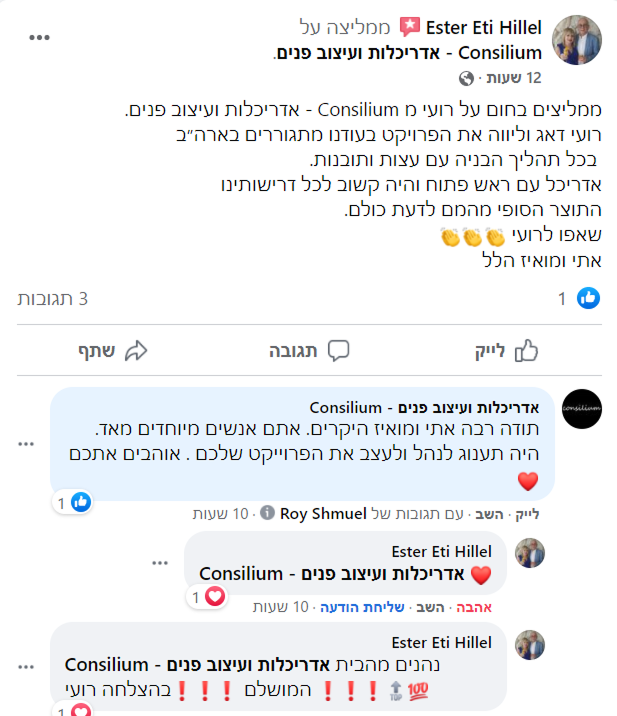 Ester Eti Hillel ממליצה על
Consilium - אדריכלות ועיצוב פנים.
12 שעות ·
ממליצים בחום על רועי מ Consilium - אדריכלות ועיצוב פנים.
רועי דאג וליווה את הפרויקט בעודנו מתגוררים בארה״ב
בכל תהליך הבניה עם עצות ותובנות.
אדריכל עם ראש פתוח והיה קשוב לכל דרישותינו
התוצר הסופי מהמם לדעת כולם.
שאפו לרועי 👏👏👏
אתי ומואיז הלל
1
3 תגובות
לייק
תגובה
שתף
consilium
Consilium - אדריכלות ועיצוב פנים
תודה רבה אתי ומואיז היקרים. אתם אנשים מיוחדים מאד.
היה תענוג לנהל ולעצב את הפרוייקט שלכם . אוהבים אתכם
❤️
1
לייק · השב · עם תגובות של Roy Shmuel · 10 שעות
Ester Eti Hillel
❤️ Consilium - אדריכלות ועיצוב פנים
1
אהבה · השב · שליחת הודעה · 10 שעות
Ester Eti Hillel
נהנים מהבית Consilium - אדריכלות ועיצוב פנים
💯🔝❗❗❗ המושלם ❗❗❗בהצלחה רועי
1